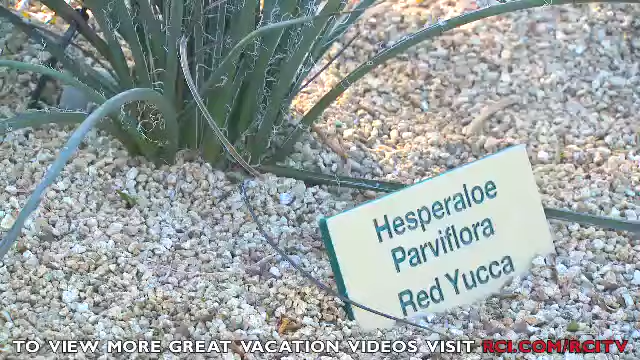 Hesperaloe
Parviflora
Red Yucca
TO VIEW MORE GREAT VACATION VIDEOS VISIT RCI.COM/RCITV.